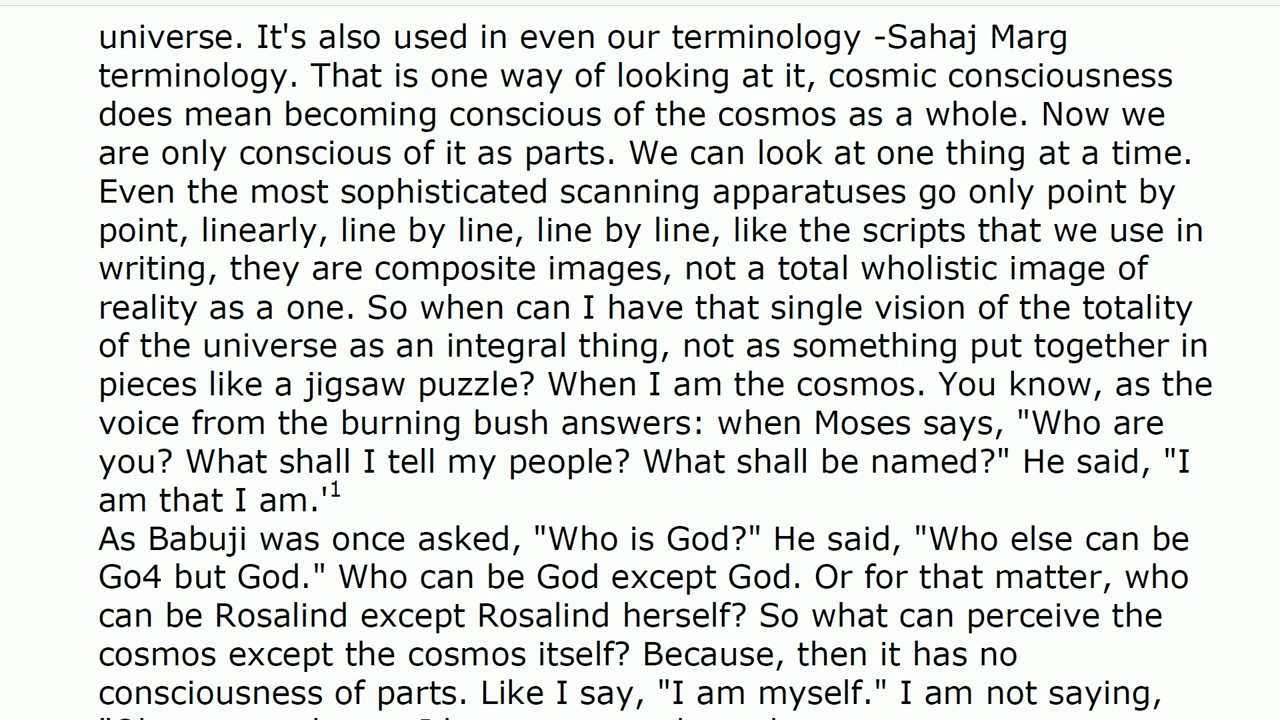 universe. It's also used in even our terminology -Sahaj Marg
terminology. That is one way of looking at it, cosmic consciousness
does mean becoming conscious of the cosmos as a whole. Now we
are only conscious of it as parts. We can look at one thing at a time.
Even the most sophisticated scanning apparatuses go only point by
point, linearly, line by line, line by line, like the scripts that we use in
writing, they are composite images, not a total wholistic image of
reality as a one. So when can I have that single vision of the totality
of the universe as an integral thing, not as something put together in
pieces like a jigsaw puzzle? When I am the cosmos. You know, as the
voice from the burning bush answers: when Moses says, "Who are
you? What shall I tell my people? What shall be named?" He said, "I
am that I am.'¹
As Babuji was once asked, "Who is God?" He said, "Who else can be
Go4 but God." Who can be God except God. Or for that matter, who
can be Rosalind except Rosalind herself? So what can perceive the
cosmos except the cosmos itself? Because, then it has no
consciousness of parts. Like I say, "I am myself." I am not saying,